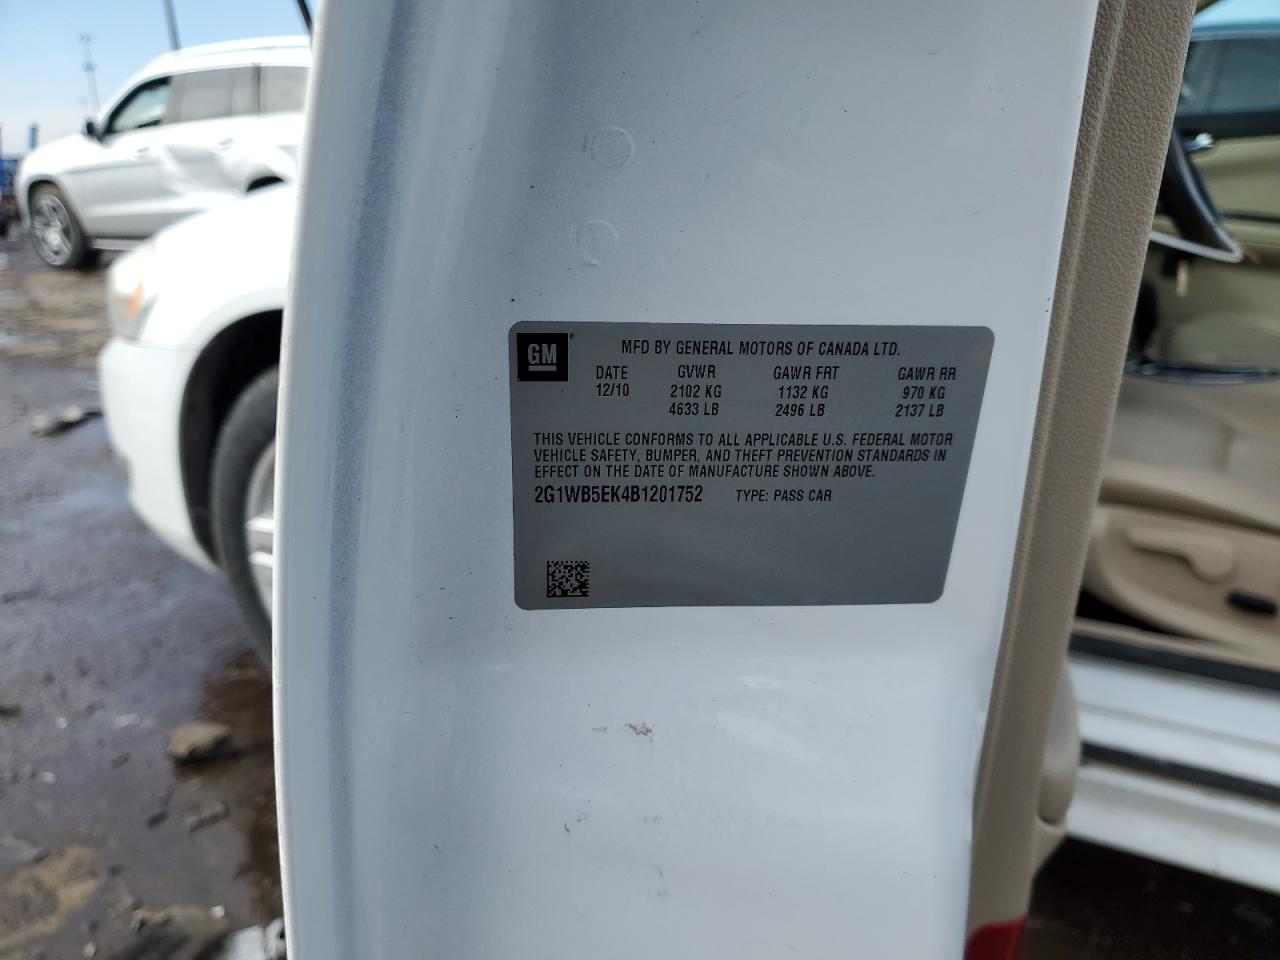 GM
MFD BY GENERAL MOTORS OF CANADA LTD.
DATE GVWR GAWR FRT GAWR RR
12/10 2102 KG 1132 KG 970 KG
4633 LB 2496 LB 2137 LB
THIS VEHICLE CONFORMS TO ALL APPLICABLE U.S. FEDERAL MOTOR
VEHICLE SAFETY, BUMPER, AND THEFT PREVENTION STANDARDS IN
EFFECT ON THE DATE OF MANUFACTURE SHOWN ABOVE.
2G1WB5EK4B1201752 TYPE: PASS CAR